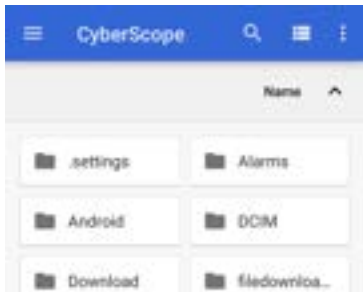 CyberScope
Name
.settings
Alarms
Android
DCIM
Download
filedownloa...